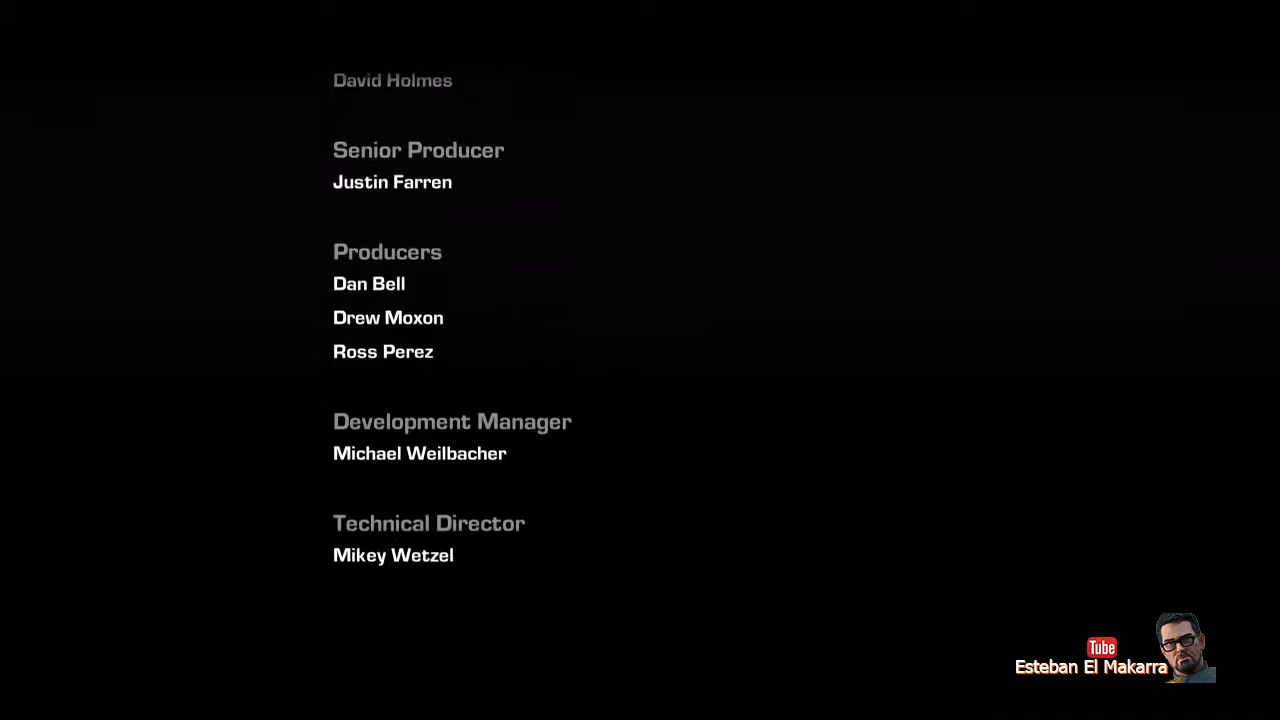 David Holmes
Senior Producer
Justin Farren
Producers
Dan Bell
Drew Moxon
Ross Perez
Development Manager
Michael Weilbacher
Technical Director
Mikey Wetzel
Tube
Esteban El Makarra